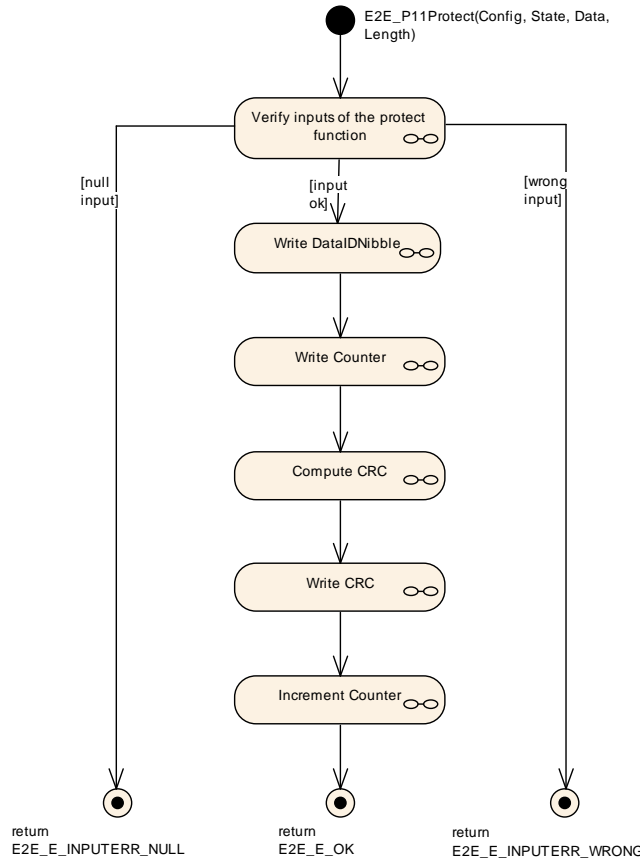 E2E_P11Protect(Config, State, Data,
Length)
Verify inputs of the protect
function
[null
input]
[input
ok]
[wrong
input]
Write DataIDNibble
Write Counter
Compute CRC
Write CRC
Increment Counter
return
E2E_E_INPUTERR_NULL
return
E2E_E_OK
return
E2E_E_INPUTERR_WRONG